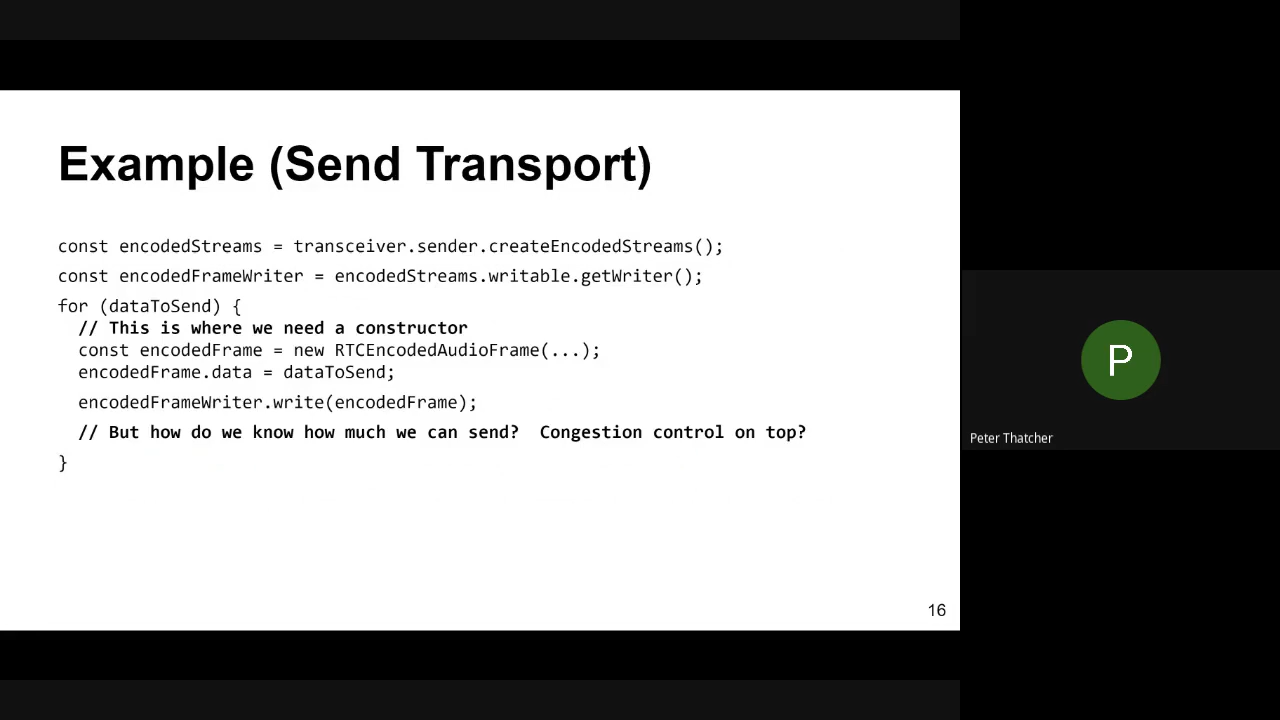 Example (Send Transport)
const encodedStreams = transceiver.sender.createEncodedStreams();
const encodedFrameWriter = encodedStreams.writable.getWriter();
for (dataToSend) {
  // This is where we need a constructor
  const encodedFrame = new RTCEncodedAudioFrame(...);
  encodedFrame.data = dataToSend;
  encodedFrameWriter.write(encodedFrame);
  // But how do we know how much we can send?  Congestion control on top?
}
16
P
Peter Thatcher